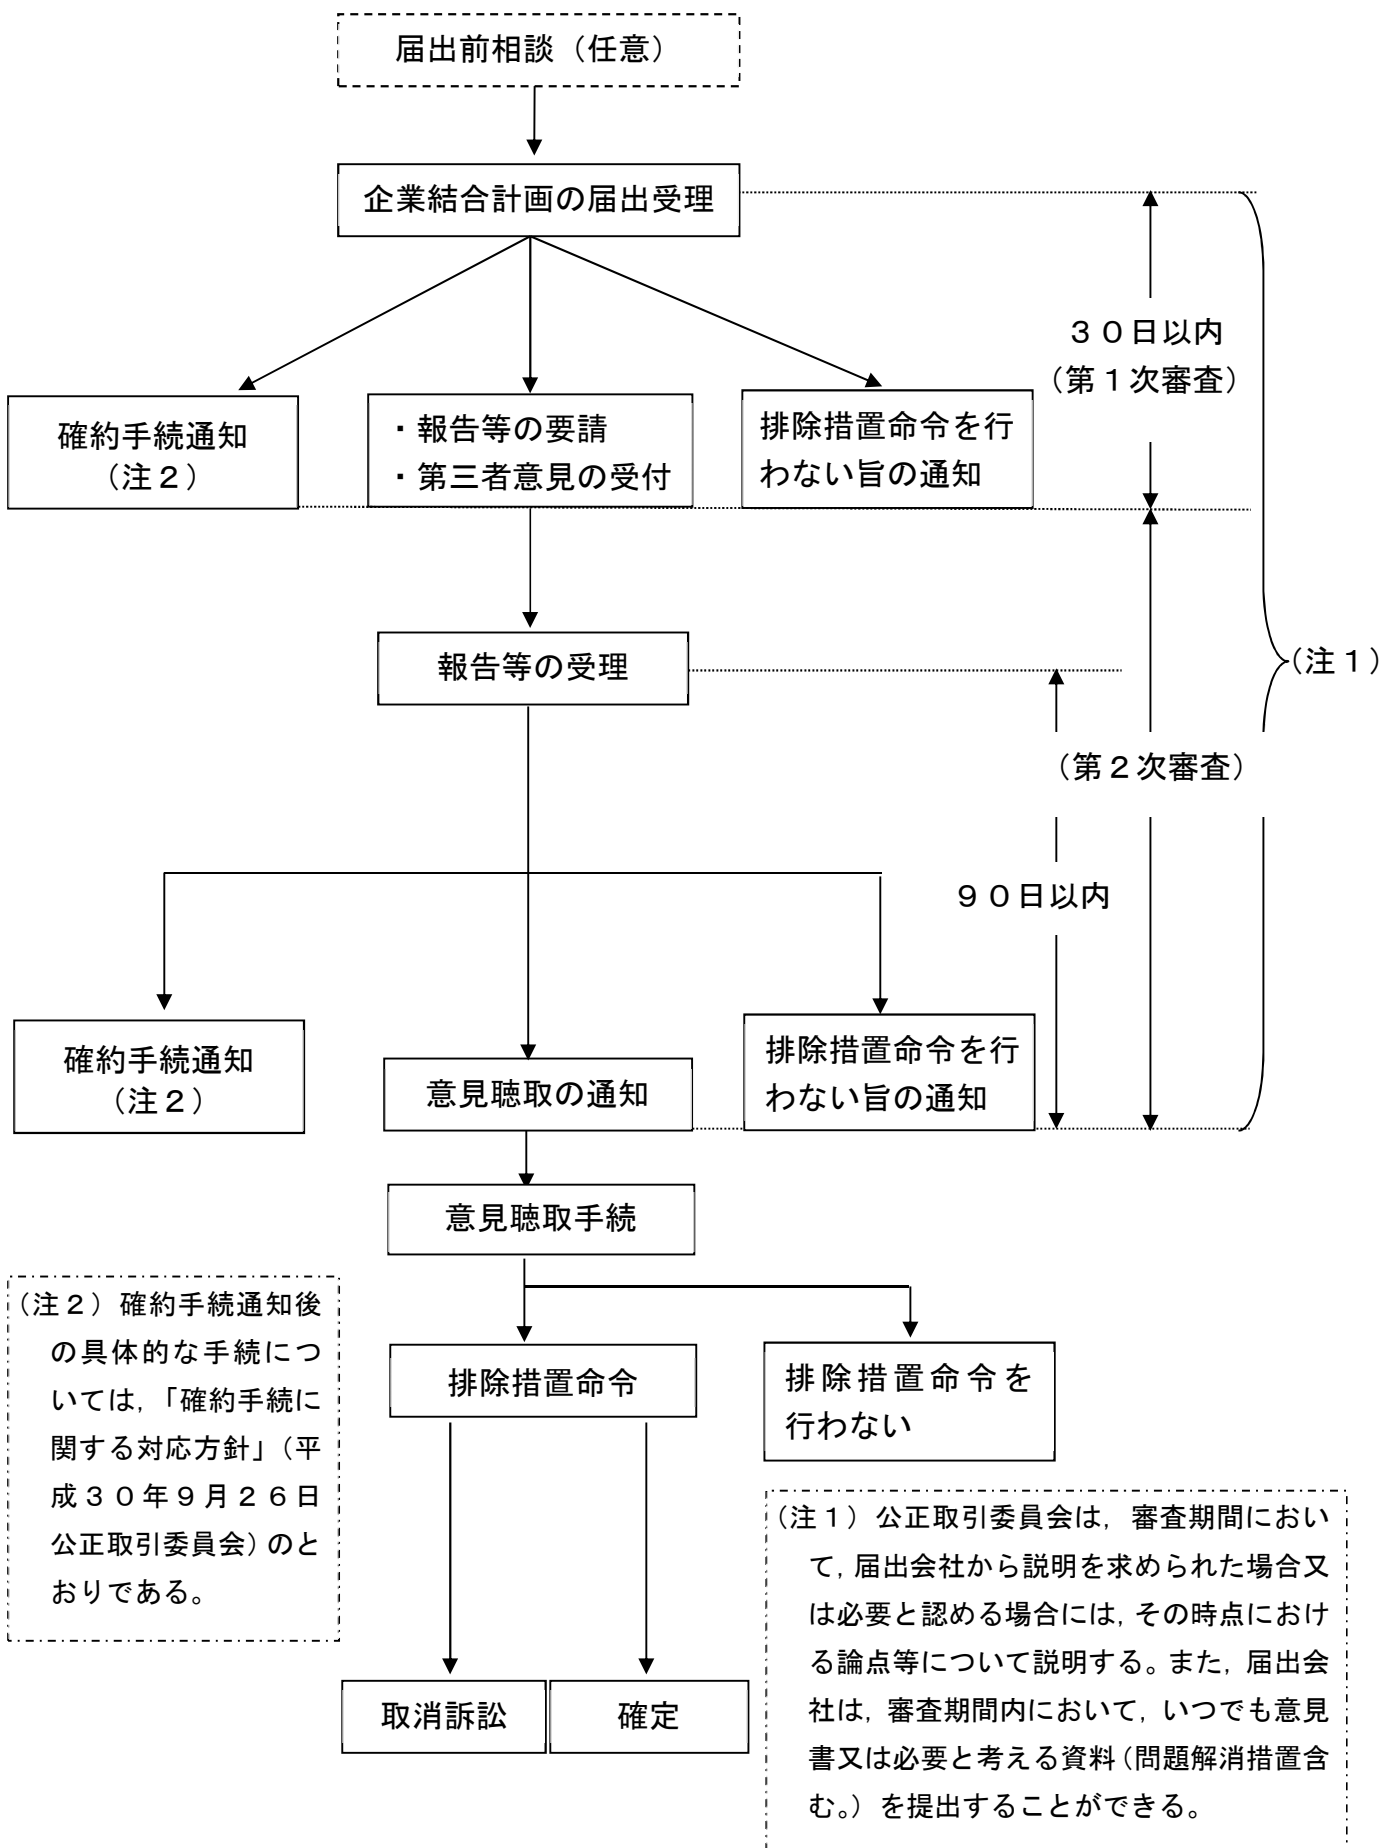 届出前相談（任意）
企業結合計画の届出受理
３０日以内
（第１次審査）
確約手続通知
（注２）
・報告等の要請
・第三者意見の受付
排除措置命令を行
わない旨の通知
報告等の受理
（注１）
（第２次審査）
９０日以内
確約手続通知
（注２）
意見聴取の通知
排除措置命令を行
わない旨の通知
意見聴取手続
（注２）確約手続通知後
の具体的な手続につ
いては，「確約手続に
関する対応方針」（平
成３０年９月２６日
公正取引委員会）のと
おりである。
排除措置命令
排除措置命令を
行わない
取消訴訟
確定
（注１）公正取引委員会は，審査期間におい
て，届出会社から説明を求められた場合又
は必要と認める場合には，その時点におけ
る論点等について説明する。また，届出会
社は，審査期間内において，いつでも意見
書又は必要と考える資料（問題解消措置含
む。）を提出することができる。